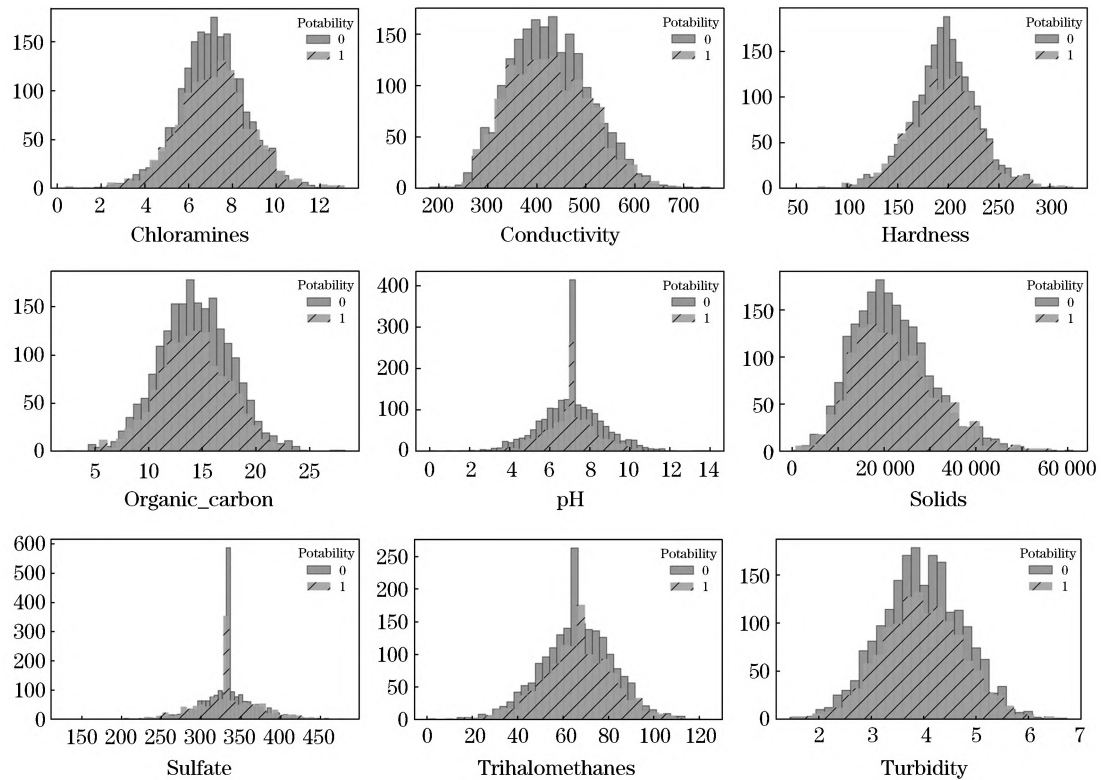 Potability
0
1
150
100
50
0
0 2 4 6 8 10 12
Chloramines
Potability
0
1
150
100
50
0
200 300 400 500 600 700
Conductivity
Potability
0
1
150
100
50
0
50 100 150 200 250 300
Hardness
Potability
0
1
150
100
50
0
5 10 15 20 25
Organic_carbon
Potability
0
1
400
300
200
100
0
0 2 4 6 8 10 12 14
pH
Potability
0
1
150
100
50
0
0 20 000 40 000 60 000
Solids
Potability
0
1
600
500
400
300
200
100
0
150 200 250 300 350 400 450
Sulfate
Potability
0
1
250
200
150
100
50
0
0 20 40 60 80 100 120
Trihalomethanes
Potability
0
1
150
100
50
0
2 3 4 5 6 7
Turbidity